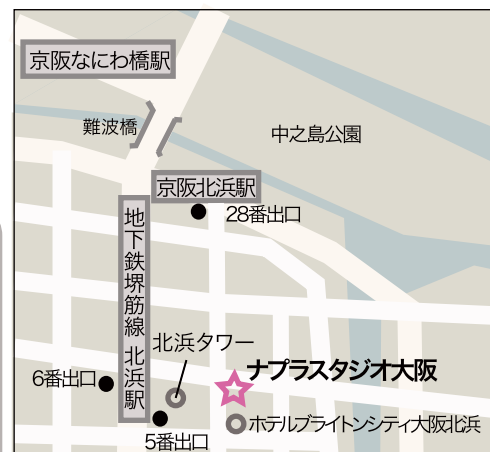 京阪なにわ橋駅
難波橋
中之島公園
京阪北浜駅
28番出口
地下鉄堺筋線 北浜駅
北浜タワー
ナプラスタジオ大阪
6番出口
ホテルブライトンシティ大阪北浜
5番出口